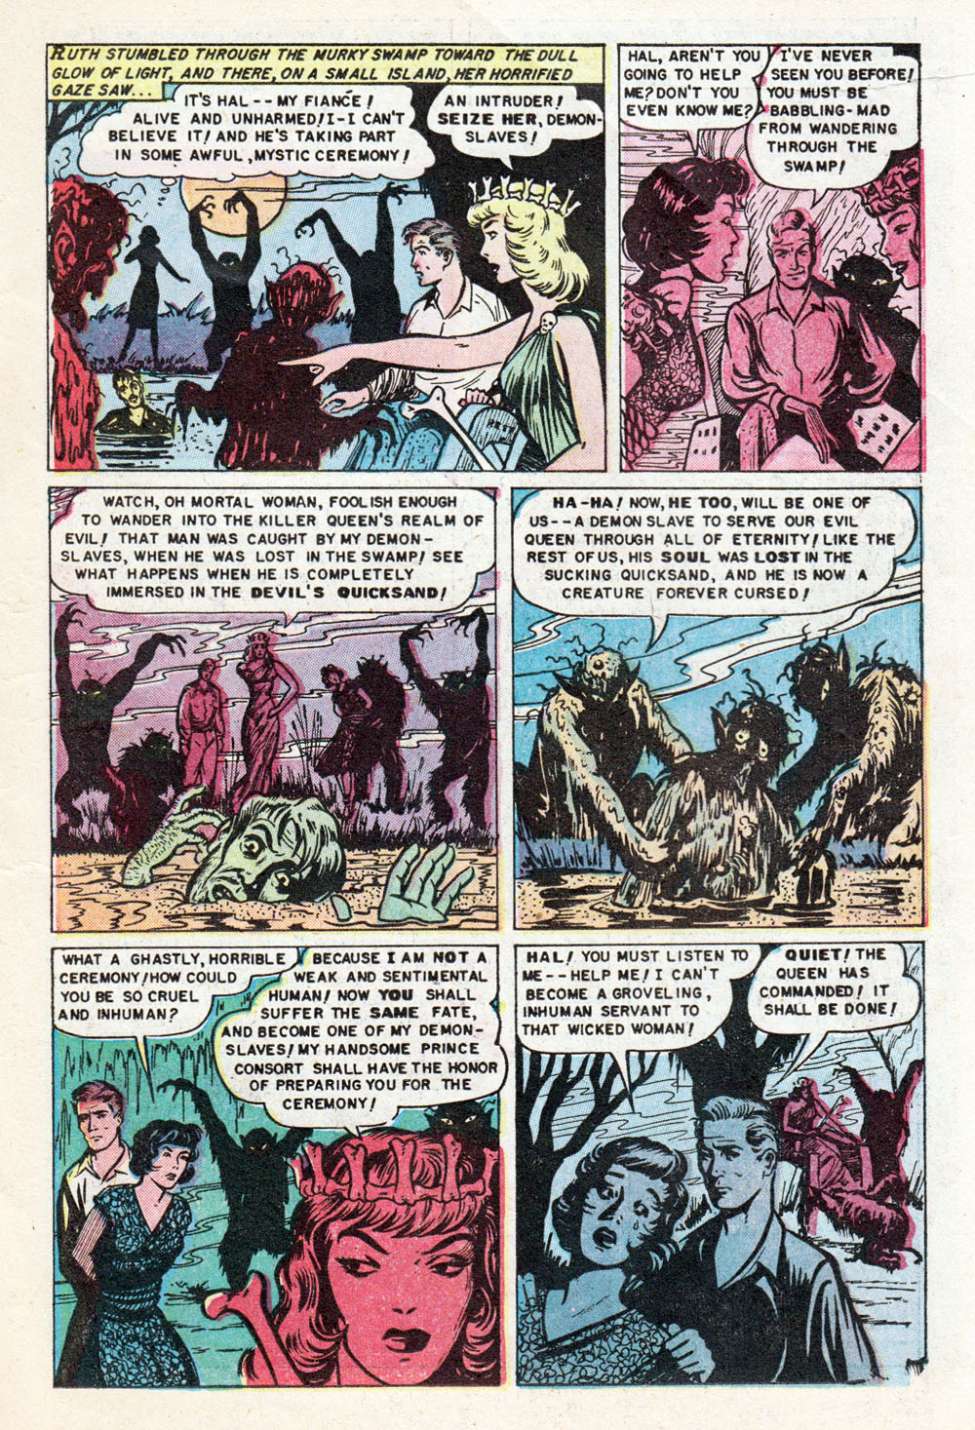 RUTH STUMBLED THROUGH THE MURKY SWAMP TOWARD THE DULL
GLOW OF LIGHT, AND THERE, ON A SMALL ISLAND, HER HORRIFIED
GAZE SAW...
IT'S HAL -- MY FIANCÉ!
ALIVE AND UNHARMED! I-I CAN'T
BELIEVE IT! AND HE'S TAKING PART
IN SOME AWFUL, MYSTIC CEREMONY!
AN INTRUDER!
SEIZE HER, DEMON-
SLAVES!
HAL, AREN'T YOU
GOING TO HELP
ME? DON'T YOU
EVEN KNOW ME?
I'VE NEVER
SEEN YOU BEFORE!
YOU MUST BE
BABBLING-MAD
FROM WANDERING
THROUGH THE
SWAMP!
WATCH, OH MORTAL WOMAN, FOOLISH ENOUGH
TO WANDER INTO THE KILLER QUEEN'S REALM OF
EVIL! THAT MAN WAS CAUGHT BY MY DEMON-
SLAVES, WHEN HE WAS LOST IN THE SWAMP! SEE
WHAT HAPPENS WHEN HE IS COMPLETELY
IMMERSED IN THE DEVIL'S QUICKSAND!
HA-HA! NOW, HE TOO, WILL BE ONE OF
US -- A DEMON SLAVE TO SERVE OUR EVIL
QUEEN THROUGH ALL OF ETERNITY! LIKE THE
REST OF US, HIS SOUL WAS LOST IN THE
SUCKING QUICKSAND, AND HE IS NOW A
CREATURE FOREVER CURSED!
WHAT A GHASTLY, HORRIBLE
CEREMONY! HOW COULD
YOU BE SO CRUEL
AND INHUMAN?
BECAUSE I AM NOT A
WEAK AND SENTIMENTAL
HUMAN! NOW YOU SHALL
SUFFER THE SAME FATE,
AND BECOME ONE OF MY DEMON-
SLAVES! MY HANDSOME PRINCE
CONSORT SHALL HAVE THE HONOR
OF PREPARING YOU FOR THE
CEREMONY!
HAL! YOU MUST LISTEN TO
ME -- HELP ME! I CAN'T
BECOME A GROVELING,
INHUMAN SERVANT TO
THAT WICKED WOMAN!
QUIET! THE
QUEEN HAS
COMMANDED! IT
SHALL BE DONE!